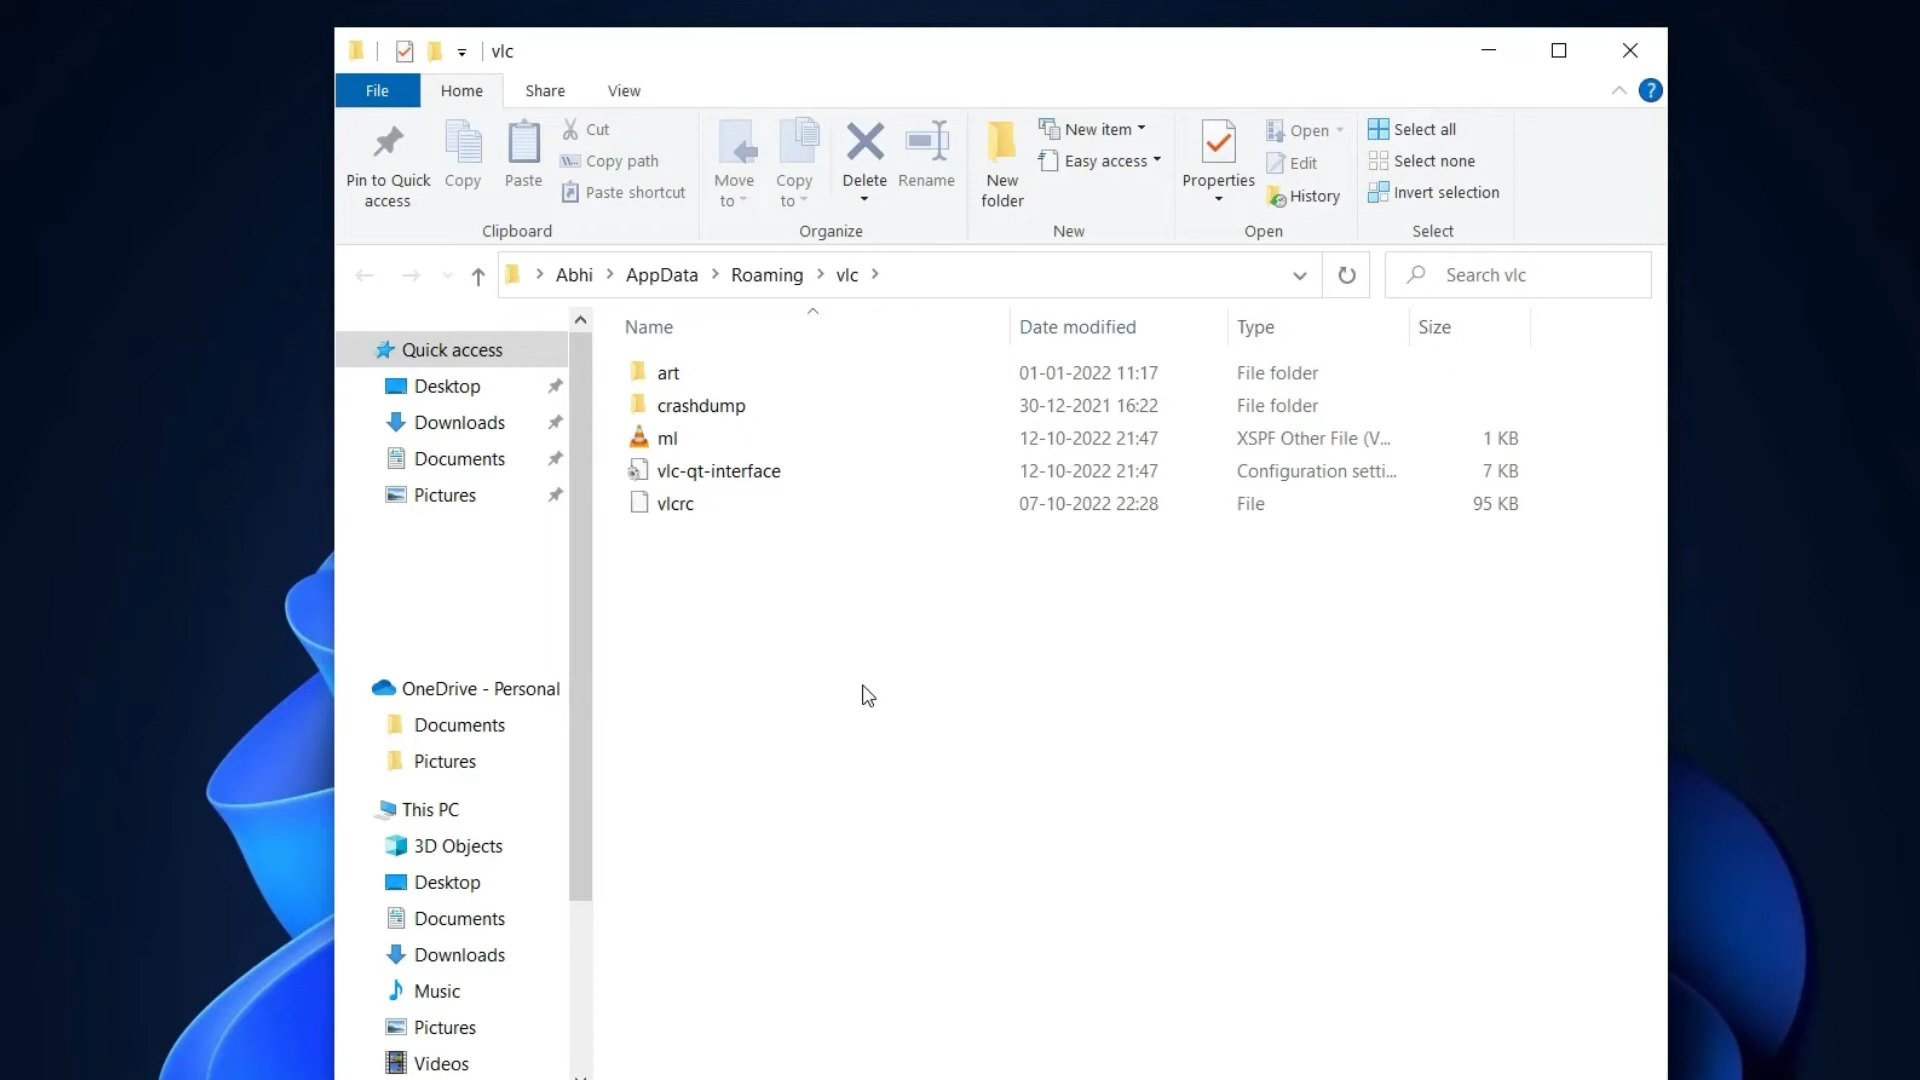 vlc
File Home Share View
?
Pin to Quick access
Copy
Paste
Cut
Copy path
Paste shortcut
Clipboard
Move to
Copy to
Delete
Rename
Organize
New folder
New item
Easy access
New
Properties
Open
Edit
History
Open
Select all
Select none
Invert selection
Select
Abhi AppData Roaming vlc
Search vlc
Name Date modified Type Size
art 01-01-2022 11:17 File folder
crashdump 30-12-2021 16:22 File folder
ml 12-10-2022 21:47 XSPF Other File (V... 1 KB
vlc-qt-interface 12-10-2022 21:47 Configuration setti... 7 KB
vlcrc 07-10-2022 22:28 File 95 KB
Quick access
Desktop
Downloads
Documents
Pictures
OneDrive - Personal
Documents
Pictures
This PC
3D Objects
Desktop
Documents
Downloads
Music
Pictures
Videos